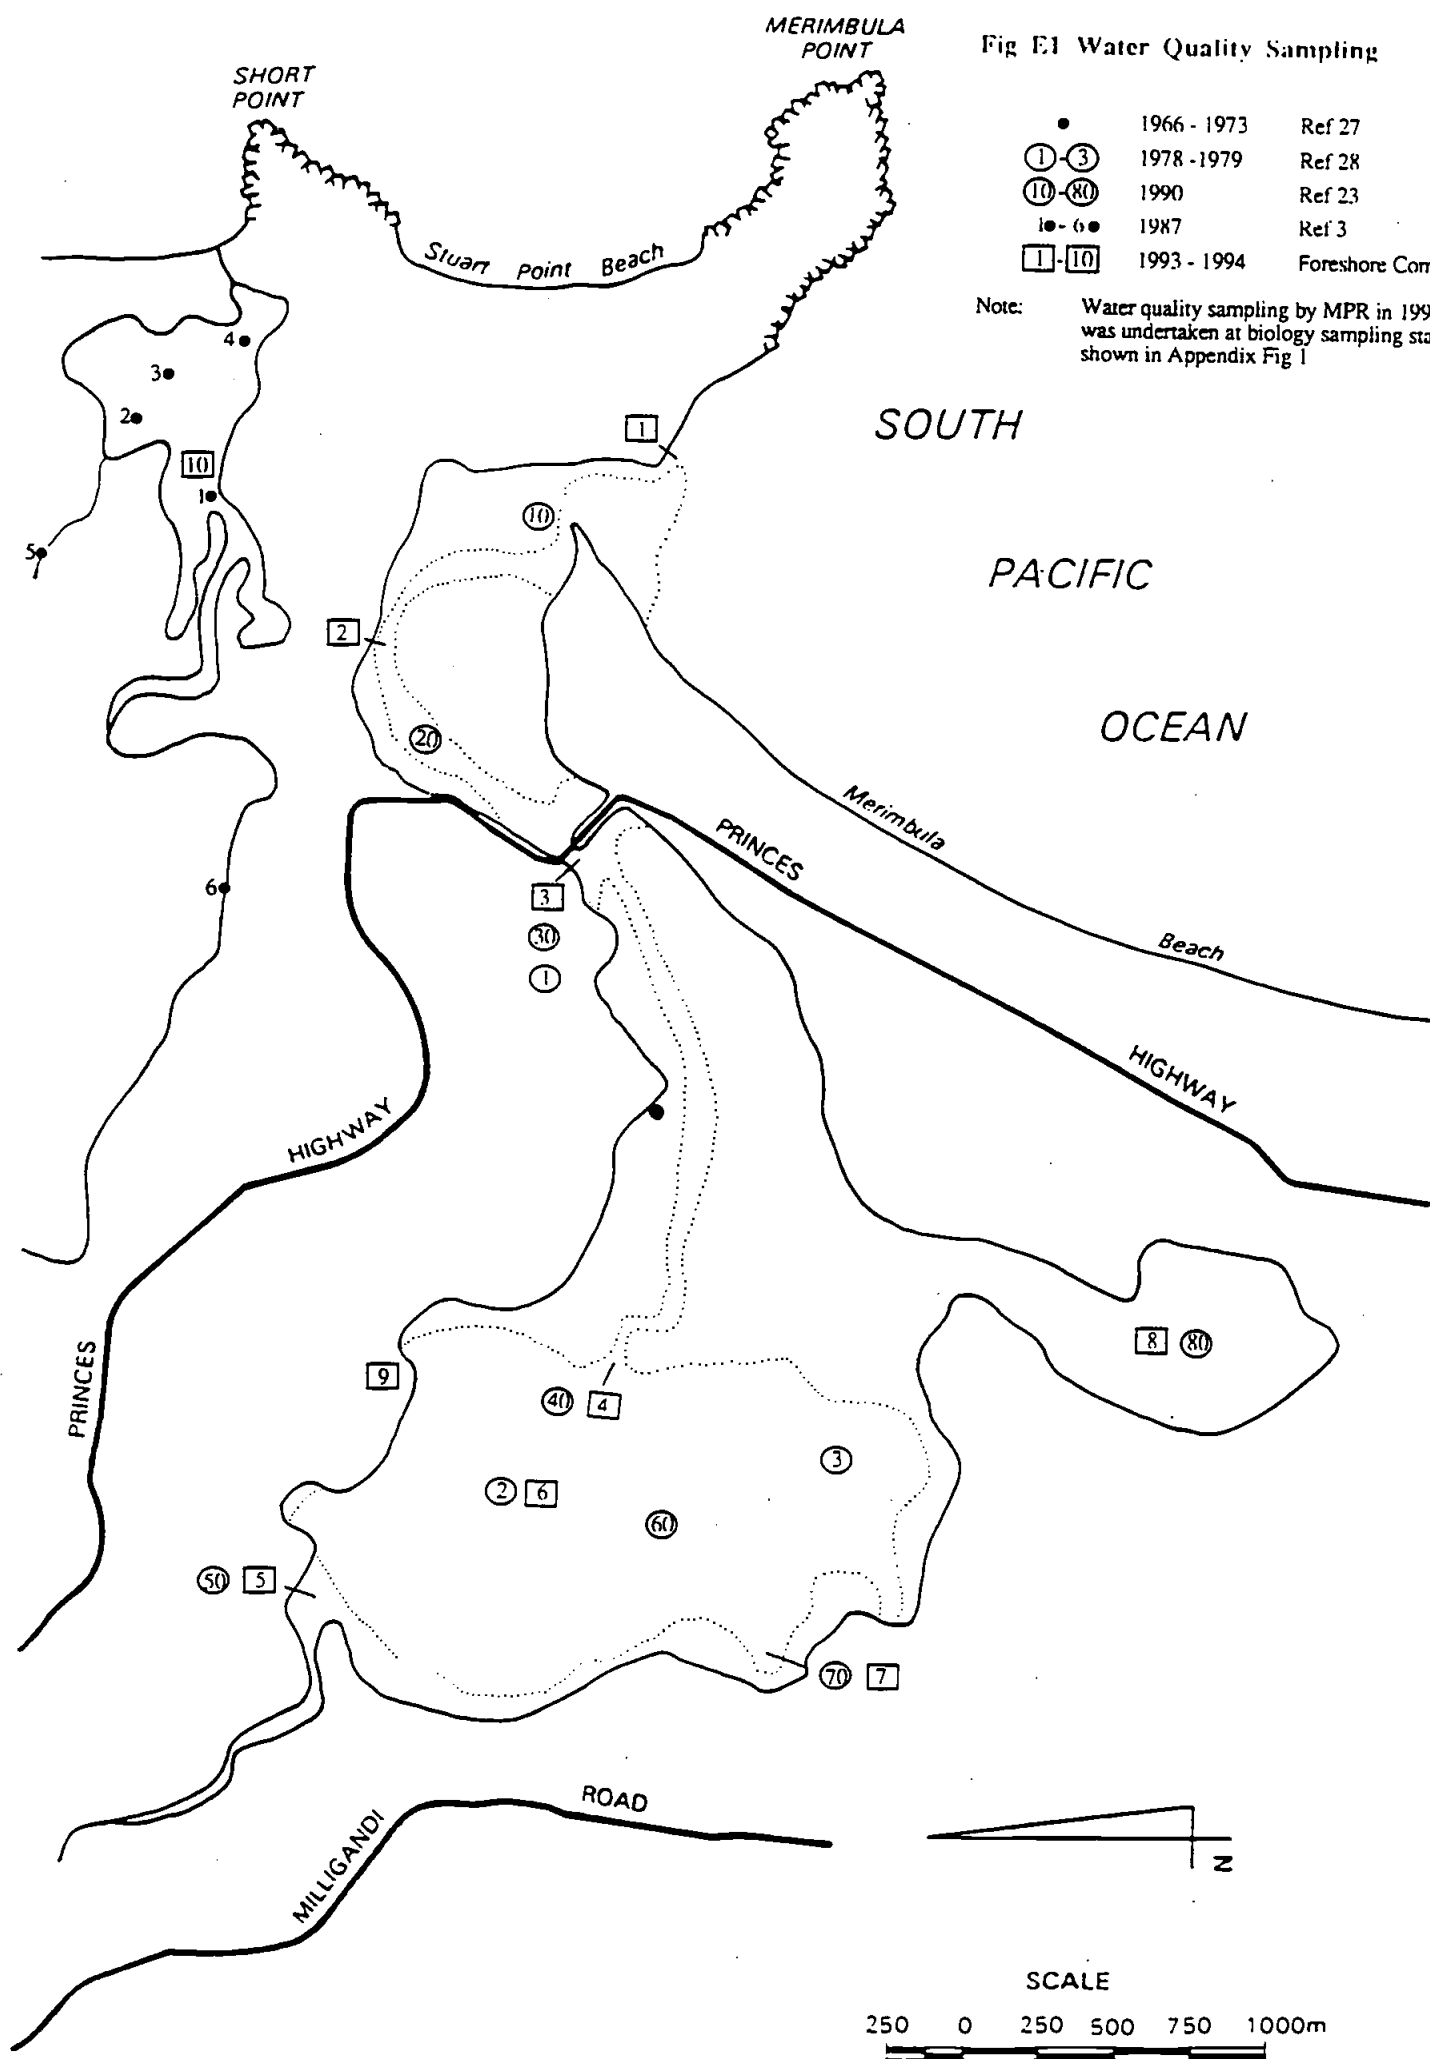 MERIMBULA
POINT
Fig E1 Water Quality Sampling
SHORT
POINT
● 1966 - 1973 Ref 27
1 - 3 1978 - 1979 Ref 28
10 - 80 1990 Ref 23
1● - 6● 1987 Ref 3
1 - 10 1993 - 1994 Foreshore Com
Note: Water quality sampling by MPR in 199
was undertaken at biology sampling sta
shown in Appendix Fig 1
Stuart Point Beach
4
3
2
1
SOUTH
10
1
10
5
PACIFIC
2
OCEAN
20
Merimbula
PRINCES
6
3
30
Beach
1
HIGHWAY
HIGHWAY
8
80
PRINCES
9
40
4
3
2
6
60
50
5
70
7
ROAD
MILLIGANDI
N
SCALE
250 0 250 500 750 1000m